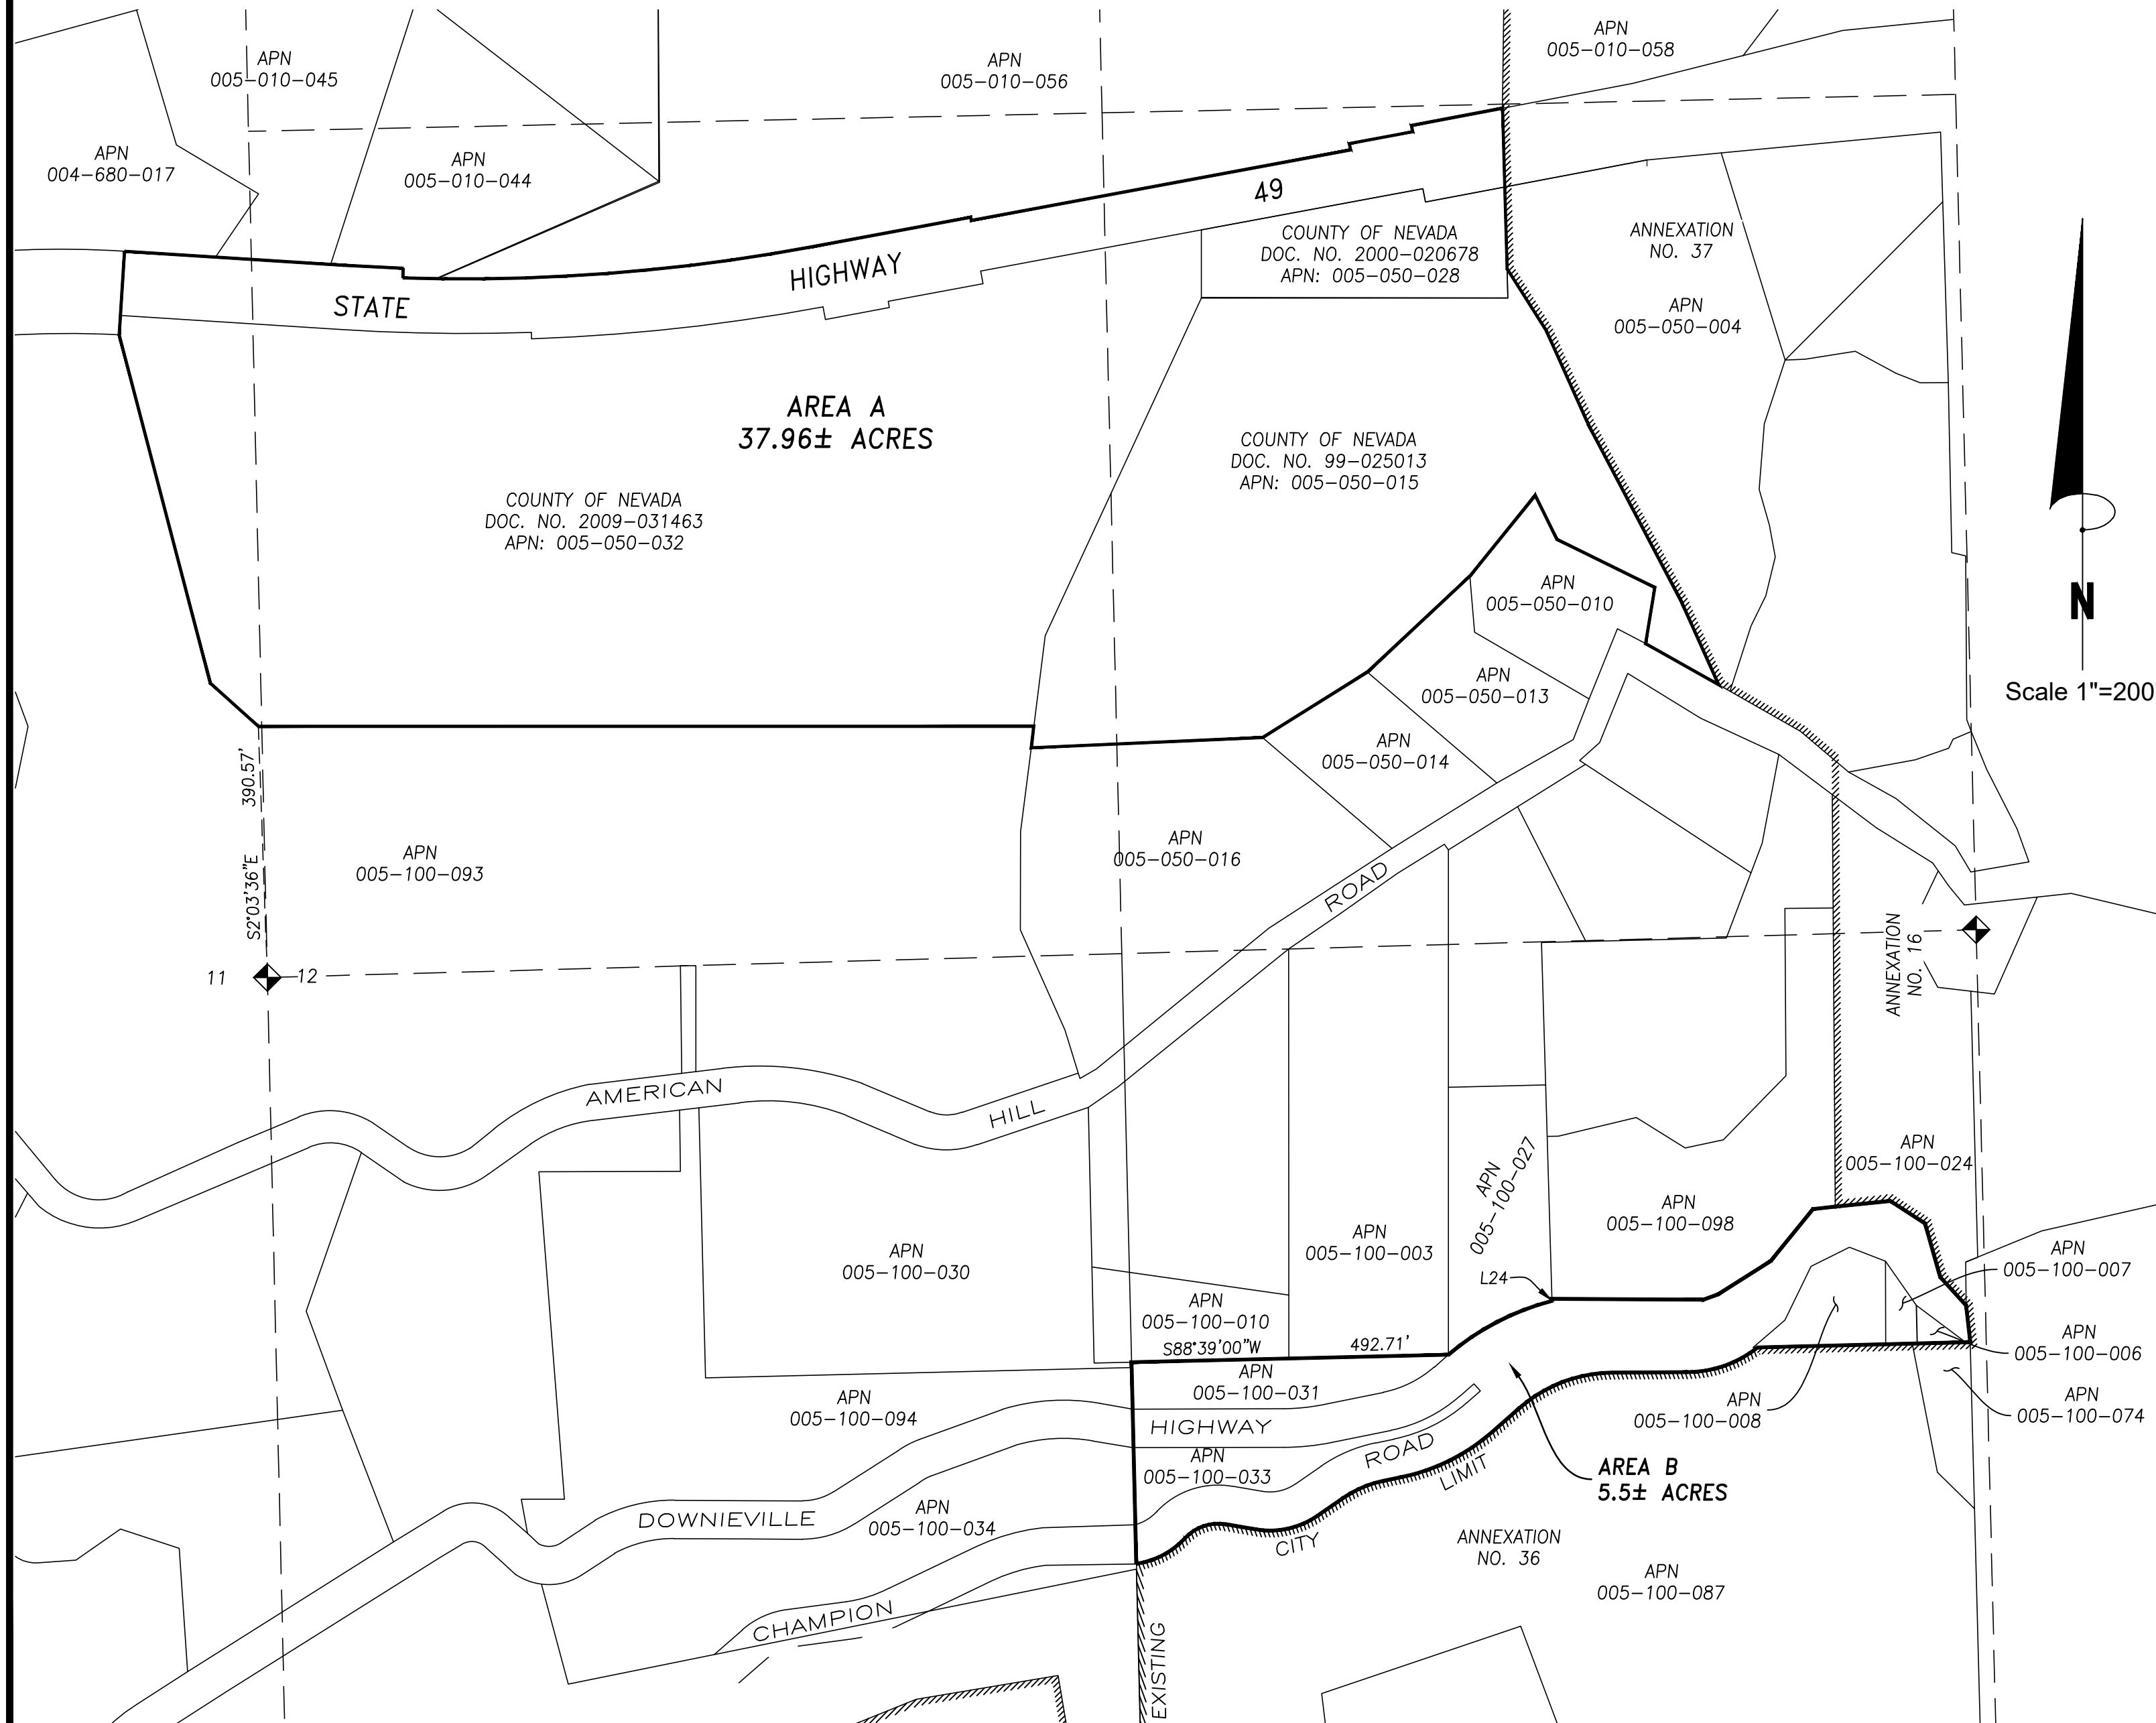 APN
005-010-045
APN
005-010-056
APN
005-010-058
APN
004-680-017
APN
005-010-044
49
HIGHWAY
STATE
COUNTY OF NEVADA
DOC. NO. 2000-020678
APN: 005-050-028
ANNEXATION
NO. 37
APN
005-050-004
AREA A
37.96± ACRES
COUNTY OF NEVADA
DOC. NO. 99-025013
APN: 005-050-015
COUNTY OF NEVADA
DOC. NO. 2009-031463
APN: 005-050-032
N
Scale 1"=200
APN
005-050-010
APN
005-050-013
APN
005-050-014
390.57'
S2°03'36"E
APN
005-100-093
APN
005-050-016
ROAD
11
12
ANNEXATION
NO. 16
AMERICAN
HILL
APN
005-100-027
APN
005-100-024
APN
005-100-098
APN
005-100-003
APN
005-100-030
L24
APN
005-100-007
APN
005-100-010
S88°39'00"W
492.71'
APN
005-100-006
APN
005-100-031
APN
005-100-074
APN
005-100-008
APN
005-100-094
HIGHWAY
ROAD
APN
005-100-033
LIMIT
AREA B
5.5± ACRES
DOWNIEVILLE
APN
005-100-034
CITY
ANNEXATION
NO. 36
APN
005-100-087
CHAMPION
EXISTING